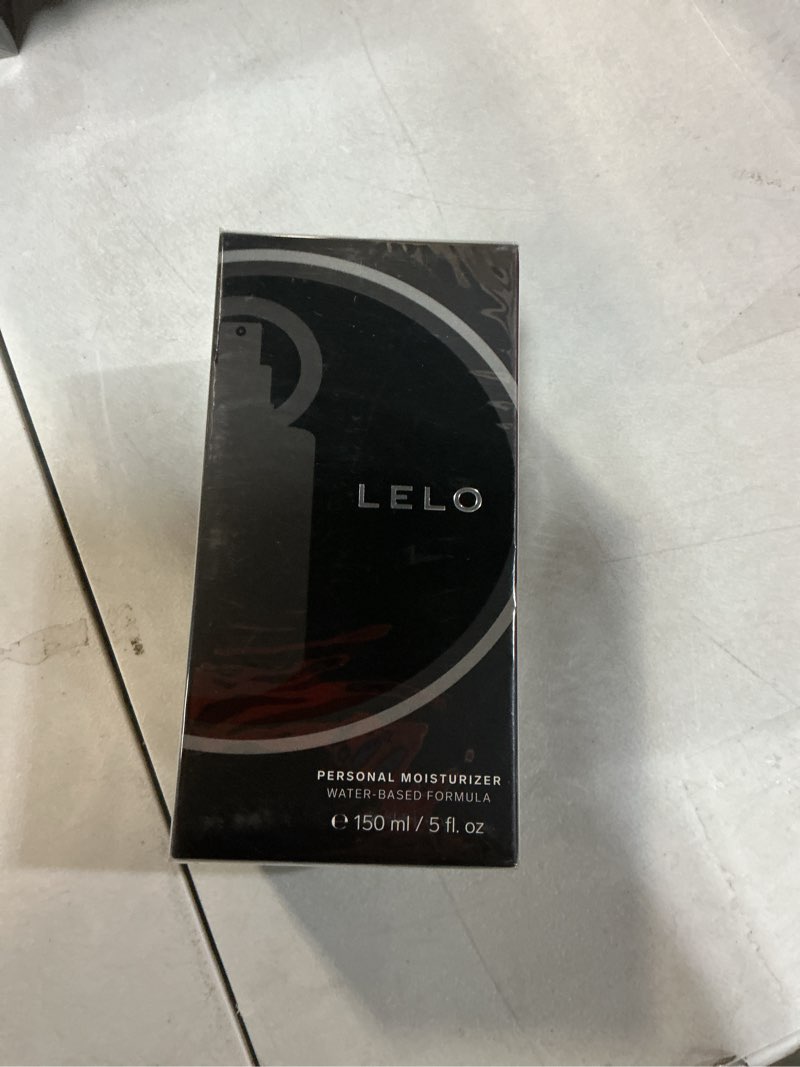 LELO
PERSONAL MOISTURIZER
WATER-BASED FORMULA
℮ 150 ml / 5 fl. oz